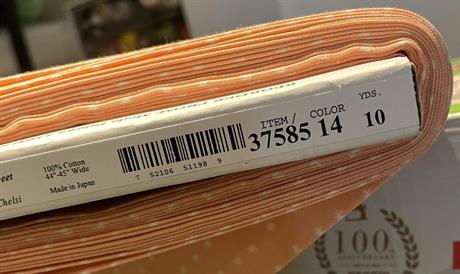 ITEM/ COLOR YDS.
37585 14 10
7 52106 51198 9
100% Cotton
44"-45" Wide
Made in Japan
eet
Chelsi
100